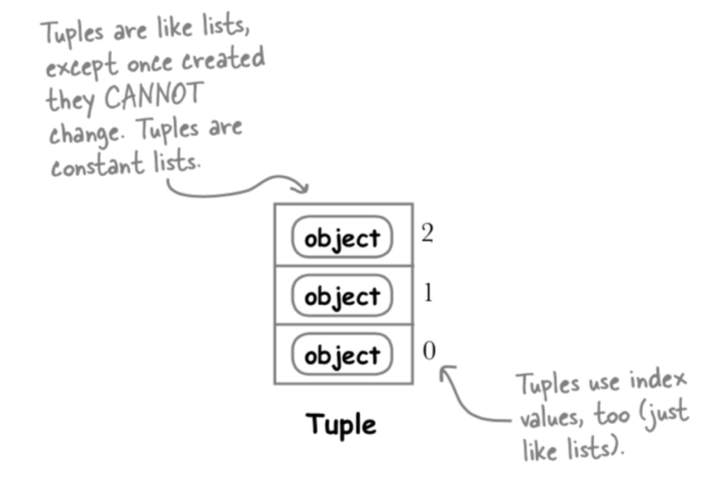 Tuples are like lists,
except once created
they CANNOT
change. Tuples are
constant lists.
object 2
object 1
object 0
Tuple
Tuples use index
values, too (just
like lists).